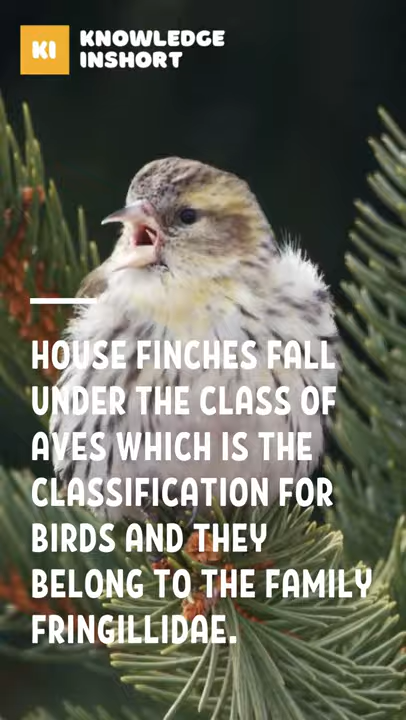 KI
KNOWLEDGE
INSHORT
HOUSE FINCHES FALL
UNDER THE CLASS OF
AVES WHICH IS THE
CLASSIFICATION FOR
BIRDS AND THEY
BELONG TO THE FAMILY
FRINGILLIDAE.